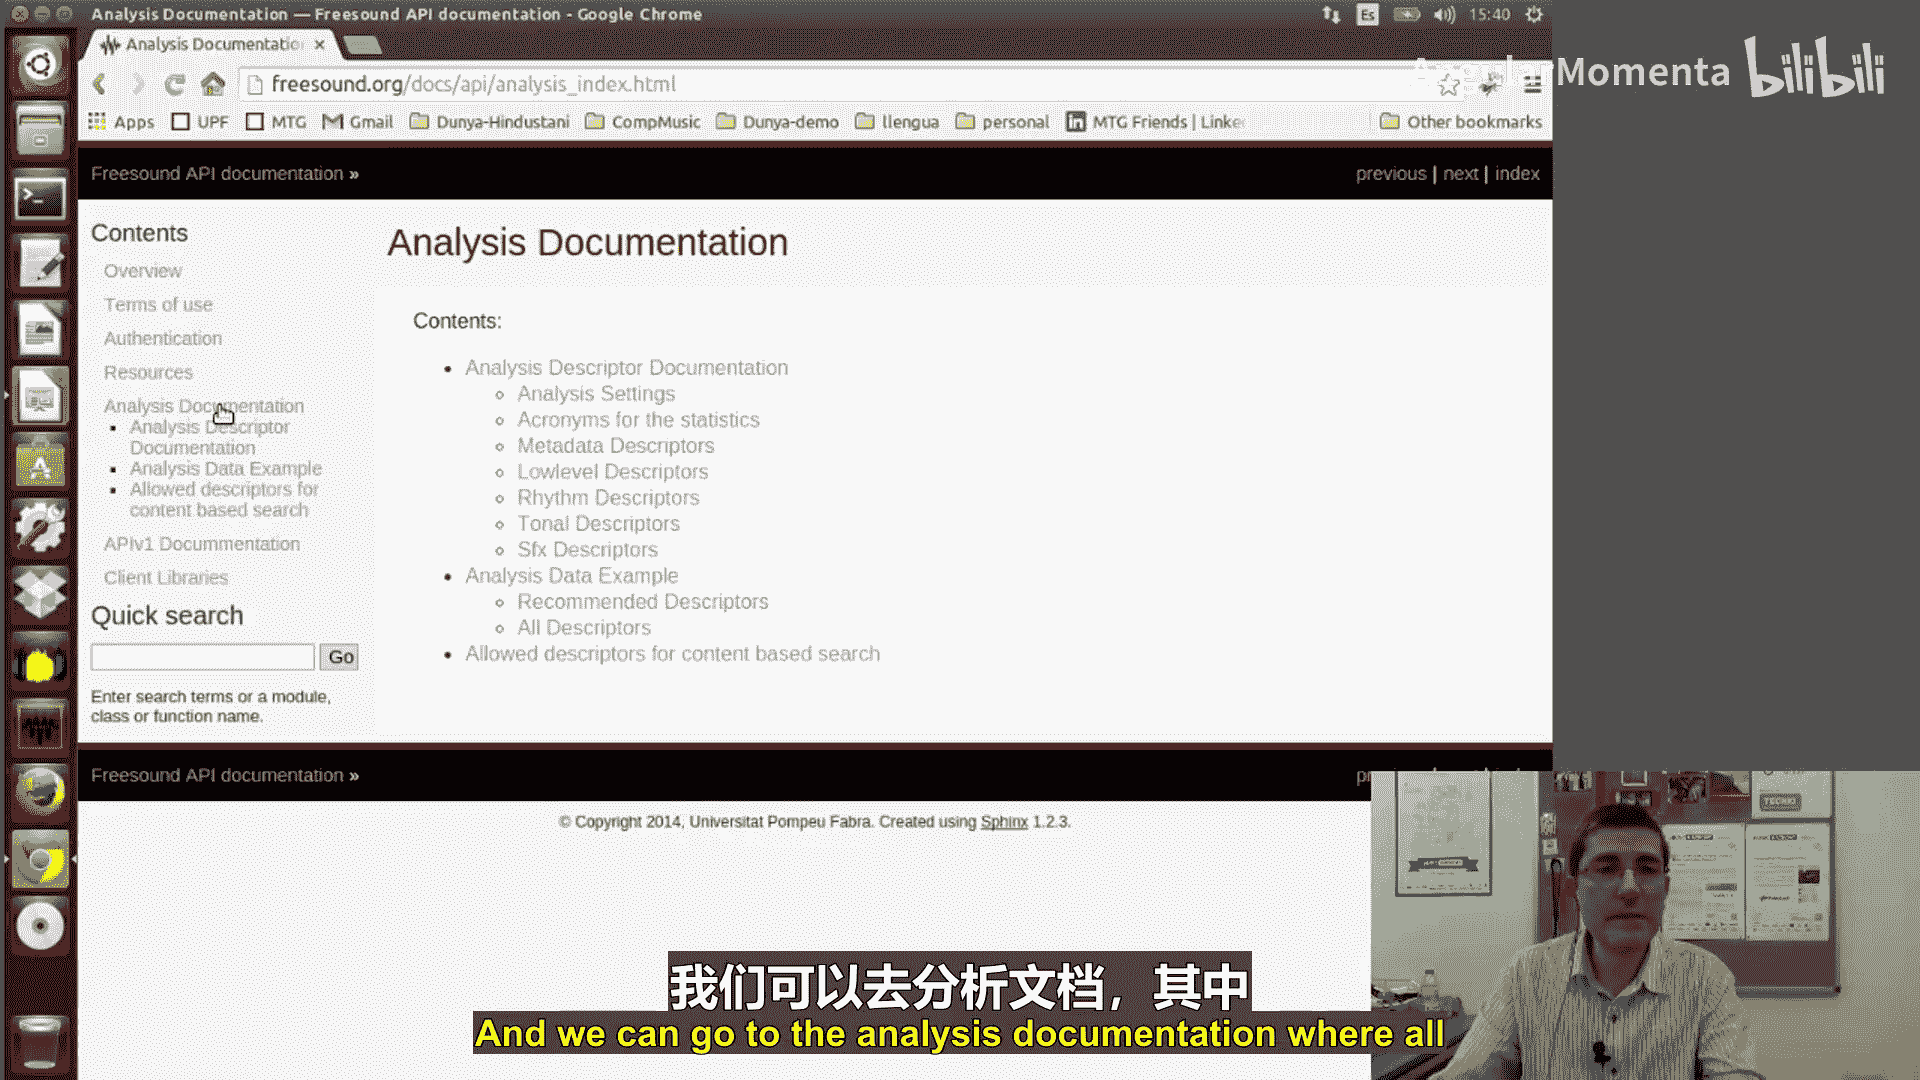 Analysis Documentation — Freesound API documentation - Google Chrome
Es
15:40
Analysis Documentatio
freesound.org/docs/api/analysis_index.html
Momenta bilibili
Apps UPF MTG Gmail Dunya-Hindustani CompMusic Dunya-demo llengua personal MTG Friends | Linke Other bookmarks
Freesound API documentation »
previous | next | index
Contents
Overview
Terms of use
Authentication
Resources
Analysis Documentation
Analysis Descriptor
Documentation
Analysis Data Example
Allowed descriptors for
content based search
APIv1 Docummentation
Client Libraries
Quick search
Go
Enter search terms or a module,
class or function name.
Analysis Documentation
Contents:
Analysis Descriptor Documentation
Analysis Settings
Acronyms for the statistics
Metadata Descriptors
Lowlevel Descriptors
Rhythm Descriptors
Tonal Descriptors
Sfx Descriptors
Analysis Data Example
Recommended Descriptors
All Descriptors
Allowed descriptors for content based search
Freesound API documentation »
© Copyright 2014, Universitat Pompeu Fabra. Created using Sphinx 1.2.3.
我们可以去分析文档，其中
And we can go to the analysis documentation where all